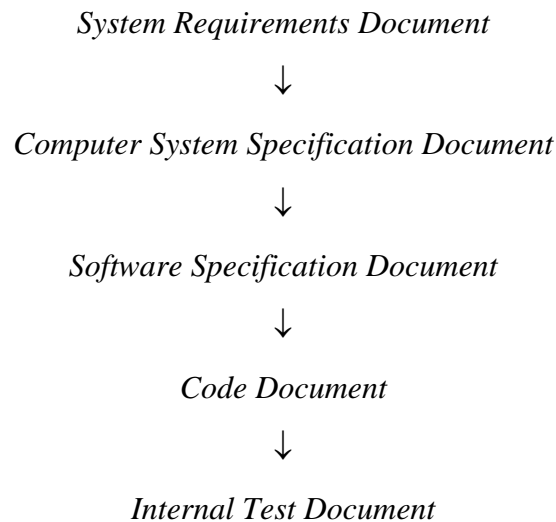 System Requirements Document
↓
Computer System Specification Document
↓
Software Specification Document
↓
Code Document
↓
Internal Test Document